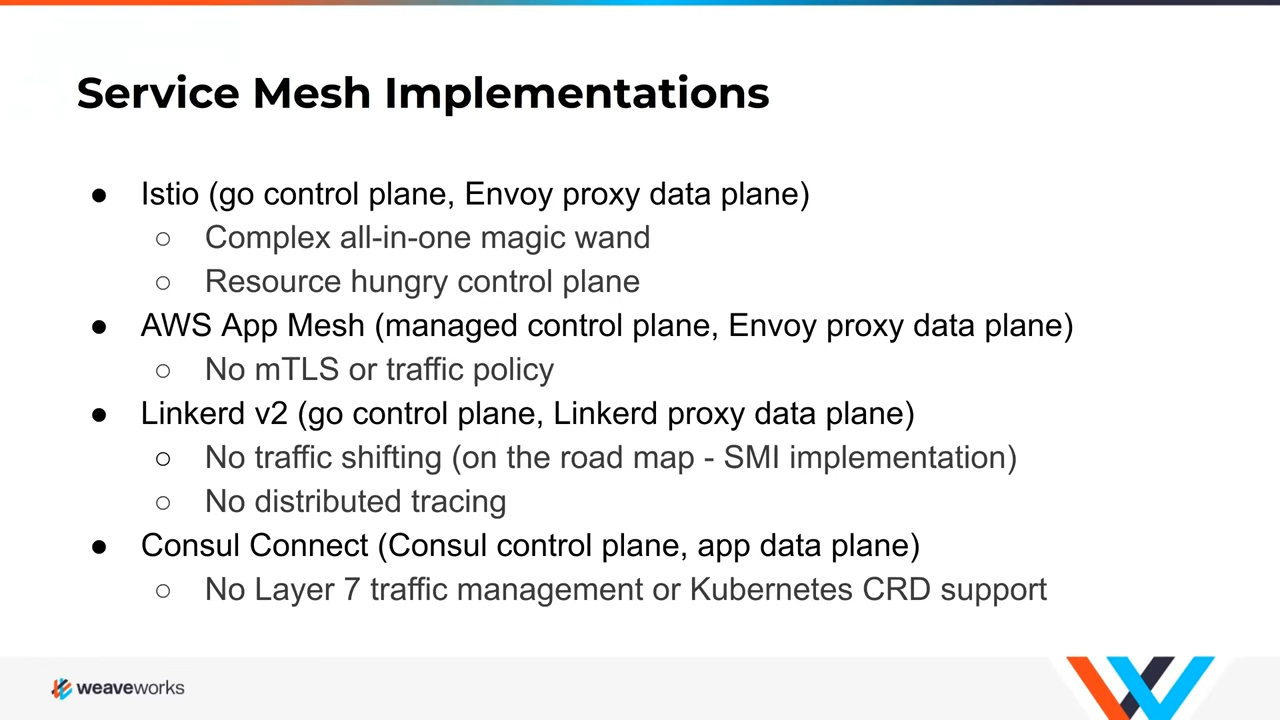 Service Mesh Implementations
● Istio (go control plane, Envoy proxy data plane)
○ Complex all-in-one magic wand
○ Resource hungry control plane
● AWS App Mesh (managed control plane, Envoy proxy data plane)
○ No mTLS or traffic policy
● Linkerd v2 (go control plane, Linkerd proxy data plane)
○ No traffic shifting (on the road map - SMI implementation)
○ No distributed tracing
● Consul Connect (Consul control plane, app data plane)
○ No Layer 7 traffic management or Kubernetes CRD support
weaveworks